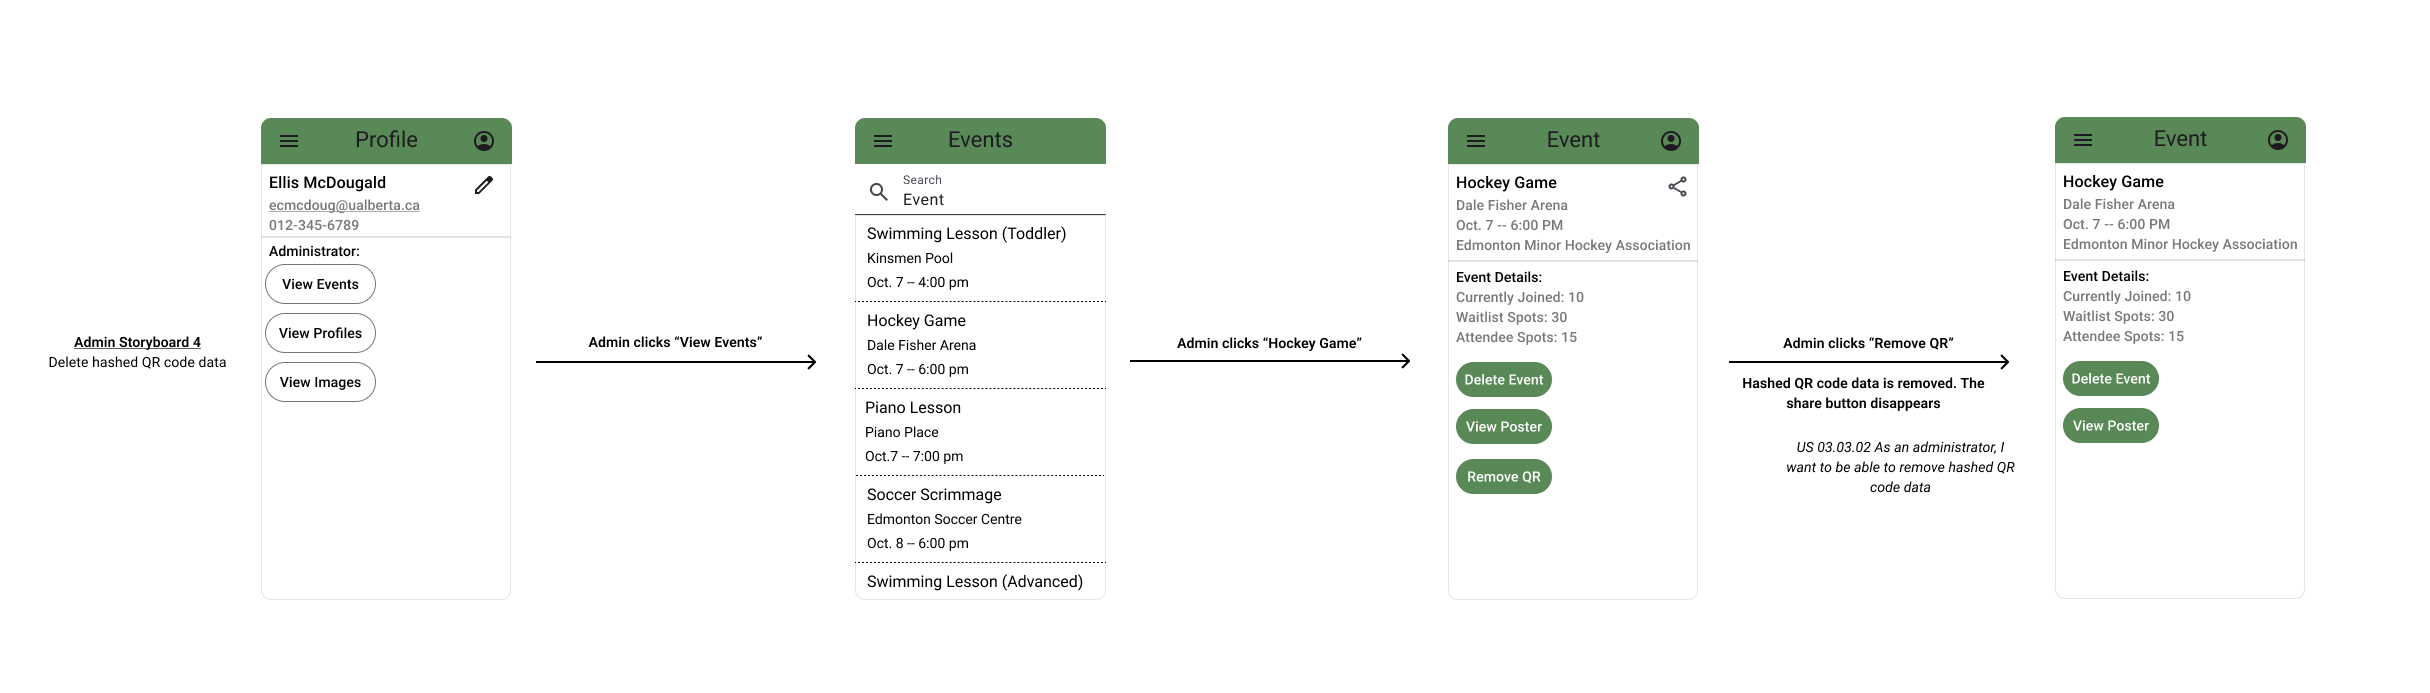 Admin Storyboard 4
Delete hashed QR code data
Profile
Ellis McDougald
ecmcdoug@ualberta.ca
012-345-6789
Administrator:
View Events
View Profiles
View Images
Admin clicks “View Events”
Events
Search
Event
Swimming Lesson (Toddler)
Kinsmen Pool
Oct. 7 -- 4:00 pm
Hockey Game
Dale Fisher Arena
Oct. 7 -- 6:00 pm
Piano Lesson
Piano Place
Oct.7 -- 7:00 pm
Soccer Scrimmage
Edmonton Soccer Centre
Oct. 8 -- 6:00 pm
Swimming Lesson (Advanced)
Admin clicks “Hockey Game”
Event
Hockey Game
Dale Fisher Arena
Oct. 7 -- 6:00 PM
Edmonton Minor Hockey Association
Event Details:
Currently Joined: 10
Waitlist Spots: 30
Attendee Spots: 15
Delete Event
View Poster
Remove QR
Admin clicks “Remove QR”
Hashed QR code data is removed. The
share button disappears
US 03.03.02 As an administrator, I
want to be able to remove hashed QR
code data
Event
Hockey Game
Dale Fisher Arena
Oct. 7 -- 6:00 PM
Edmonton Minor Hockey Association
Event Details:
Currently Joined: 10
Waitlist Spots: 30
Attendee Spots: 15
Delete Event
View Poster